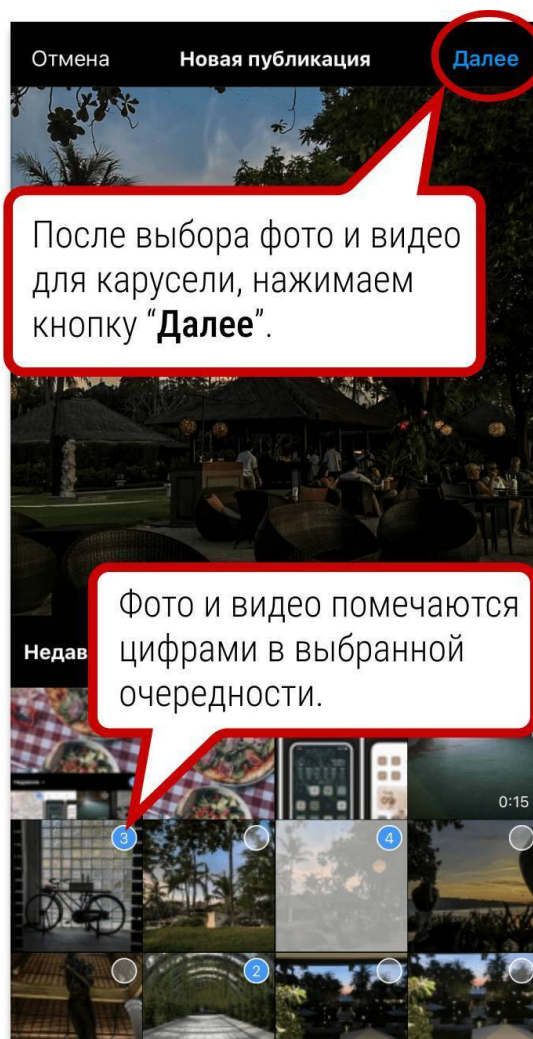 Отмена Новая публикация Далее
После выбора фото и видео
для карусели, нажимаем
кнопку “Далее”.
Фото и видео помечаются
цифрами в выбранной
очередности.
Недав
0:15
3
4
2